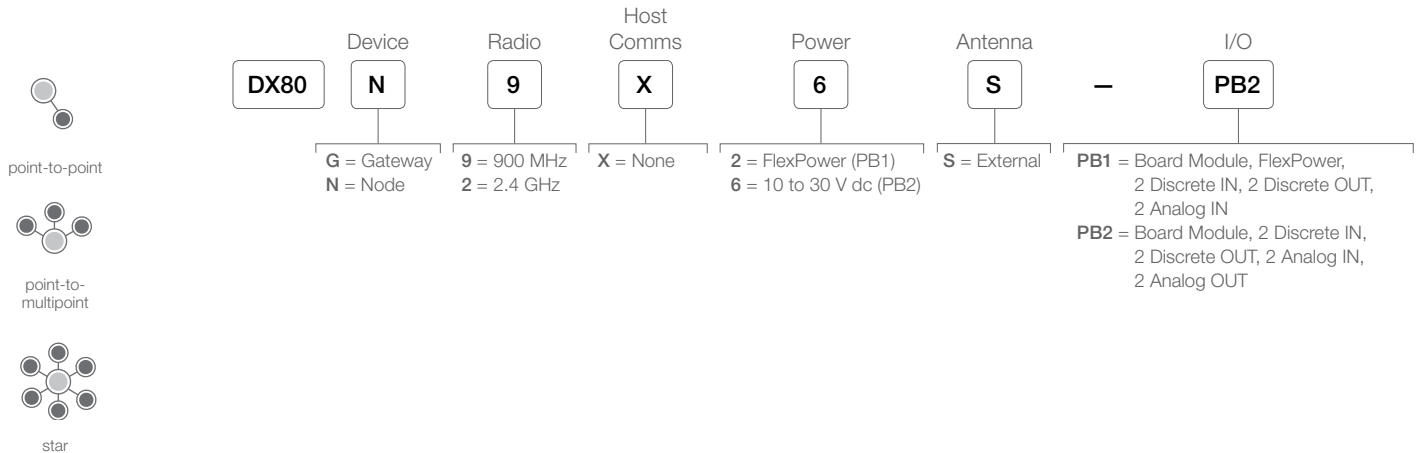 Host
Device Radio Comms Power Antenna I/O
DX80 N 9 X 6 S – PB2
G = Gateway
N = Node
9 = 900 MHz
2 = 2.4 GHz
X = None
2 = FlexPower (PB1)
6 = 10 to 30 V dc (PB2)
S = External
PB1 = Board Module, FlexPower,
2 Discrete IN, 2 Discrete OUT,
2 Analog IN
PB2 = Board Module, 2 Discrete IN,
2 Discrete OUT, 2 Analog IN,
2 Analog OUT
point-to-point
point-to-
multipoint
star